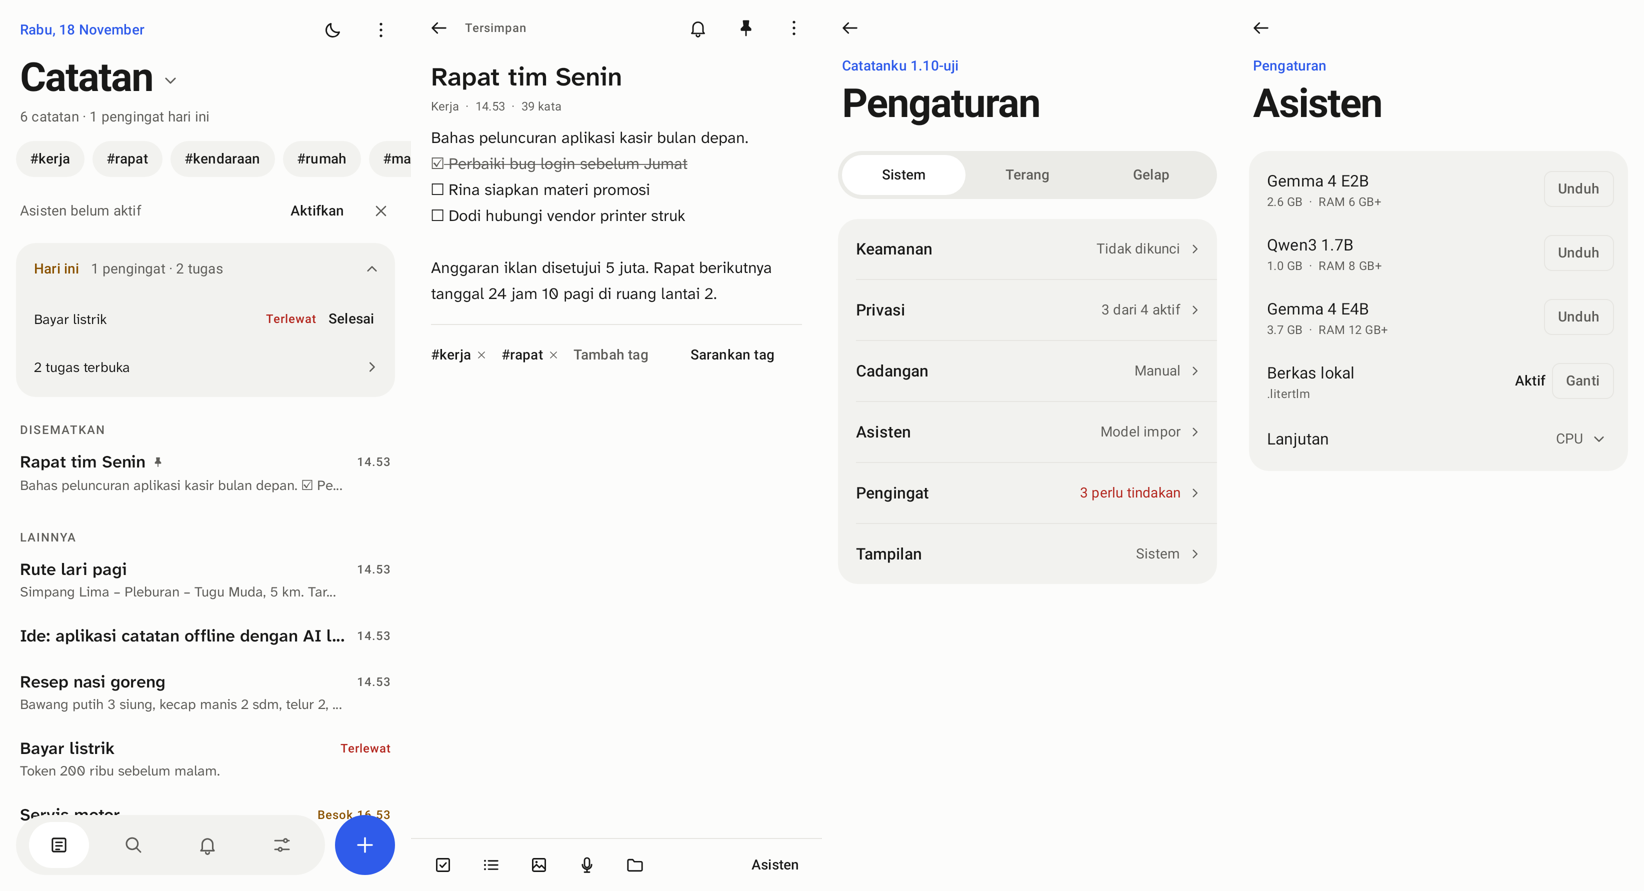 Rabu, 18 November
Catatan
6 catatan · 1 pengingat hari ini
#kerja #rapat #kendaraan #rumah #ma
Asisten belum aktif Aktifkan
Hari ini 1 pengingat · 2 tugas
Bayar listrik Terlewat Selesai
2 tugas terbuka
DISEMATKAN
Rapat tim Senin 14.53
Bahas peluncuran aplikasi kasir bulan depan. ☑ Pe...
LAINNYA
Rute lari pagi 14.53
Simpang Lima – Pleburan – Tugu Muda, 5 km. Tar...
Ide: aplikasi catatan offline dengan AI l... 14.53
Resep nasi goreng 14.53
Bawang putih 3 siung, kecap manis 2 sdm, telur 2, ...
Bayar listrik Terlewat
Token 200 ribu sebelum malam.
Servis motor Besok 16.53
Tersimpan
Rapat tim Senin
Kerja · 14.53 · 39 kata
Bahas peluncuran aplikasi kasir bulan depan.
☑ Perbaiki bug login sebelum Jumat
☐ Rina siapkan materi promosi
☐ Dodi hubungi vendor printer struk
Anggaran iklan disetujui 5 juta. Rapat berikutnya
tanggal 24 jam 10 pagi di ruang lantai 2.
#kerja × #rapat × Tambah tag Sarankan tag
Asisten
Catatanku 1.10-uji
Pengaturan
Sistem Terang Gelap
Keamanan Tidak dikunci
Privasi 3 dari 4 aktif
Cadangan Manual
Asisten Model impor
Pengingat 3 perlu tindakan
Tampilan Sistem
Pengaturan
Asisten
Gemma 4 E2B Unduh
2.6 GB · RAM 6 GB+
Qwen3 1.7B Unduh
1.0 GB · RAM 8 GB+
Gemma 4 E4B Unduh
3.7 GB · RAM 12 GB+
Berkas lokal Aktif Ganti
.litertlm
Lanjutan CPU